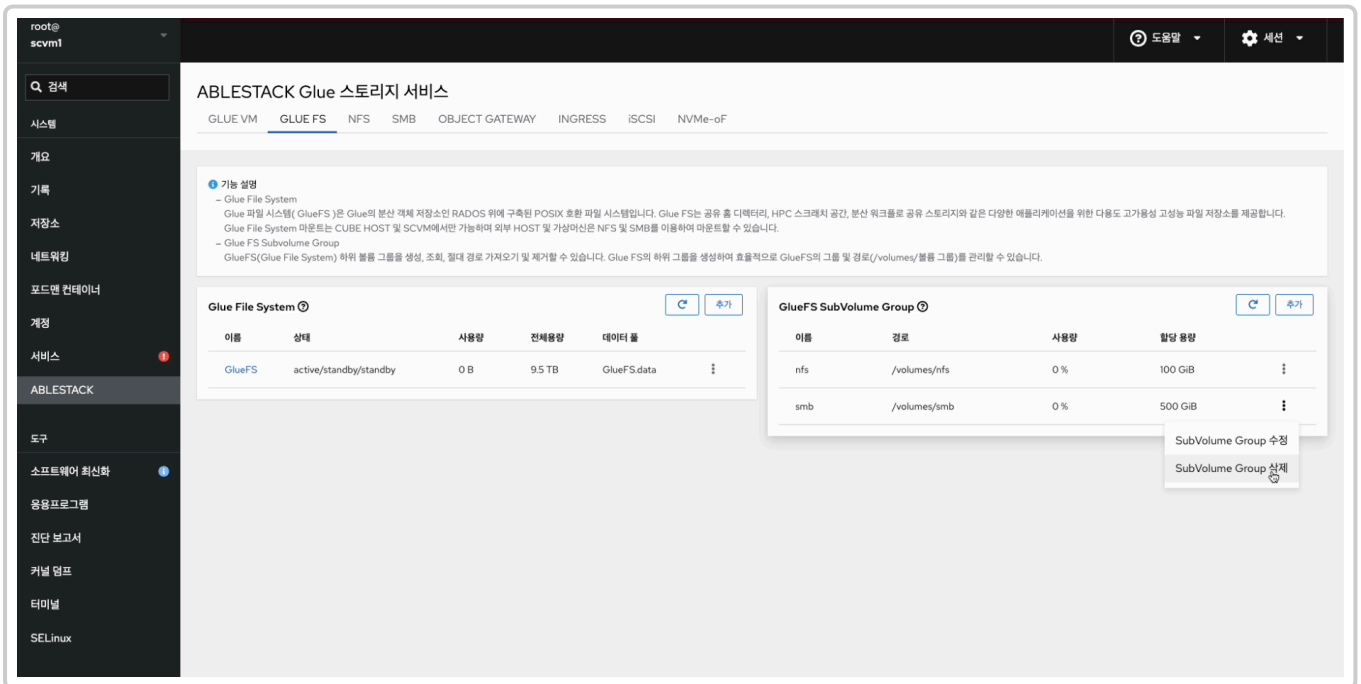 root@
scvm1
도움말
세션
검색
시스템
개요
기록
저장소
네트워킹
포드맨 컨테이너
계정
서비스
ABLESTACK
도구
소프트웨어 최신화
응용프로그램
진단 보고서
커널 덤프
터미널
SELinux
ABLESTACK Glue 스토리지 서비스
GLUE VM GLUE FS NFS SMB OBJECT GATEWAY INGRESS iSCSI NVMe-oF
기능 설명
– Glue File System
Glue 파일 시스템( GlueFS )은 Glue의 분산 객체 저장소인 RADOS 위에 구축된 POSIX 호환 파일 시스템입니다. Glue FS는 공유 홈 디렉터리, HPC 스크래치 공간, 분산 워크플로 공유 스토리지와 같은 다양한 애플리케이션을 위한 다용도 고가용성 고성능 파일 저장소를 제공합니다.
Glue File System 마운트는 CUBE HOST 및 SCVM에서만 가능하며 외부 HOST 및 가상머신은 NFS 및 SMB를 이용하여 마운트할 수 있습니다.
– Glue FS Subvolume Group
GlueFS(Glue File System) 하위 볼륨 그룹을 생성, 조회, 절대 경로 가져오기 및 제거할 수 있습니다. Glue FS의 하위 그룹을 생성하여 효율적으로 GlueFS의 그룹 및 경로(/volumes/볼륨 그룹)를 관리할 수 있습니다.
Glue File System
추가
이름 상태 사용량 전체용량 데이터 풀
GlueFS active/standby/standby 0 B 9.5 TB GlueFS.data
GlueFS SubVolume Group
추가
이름 경로 사용량 할당 용량
nfs /volumes/nfs 0 % 100 GiB
smb /volumes/smb 0 % 500 GiB
SubVolume Group 수정
SubVolume Group 삭제